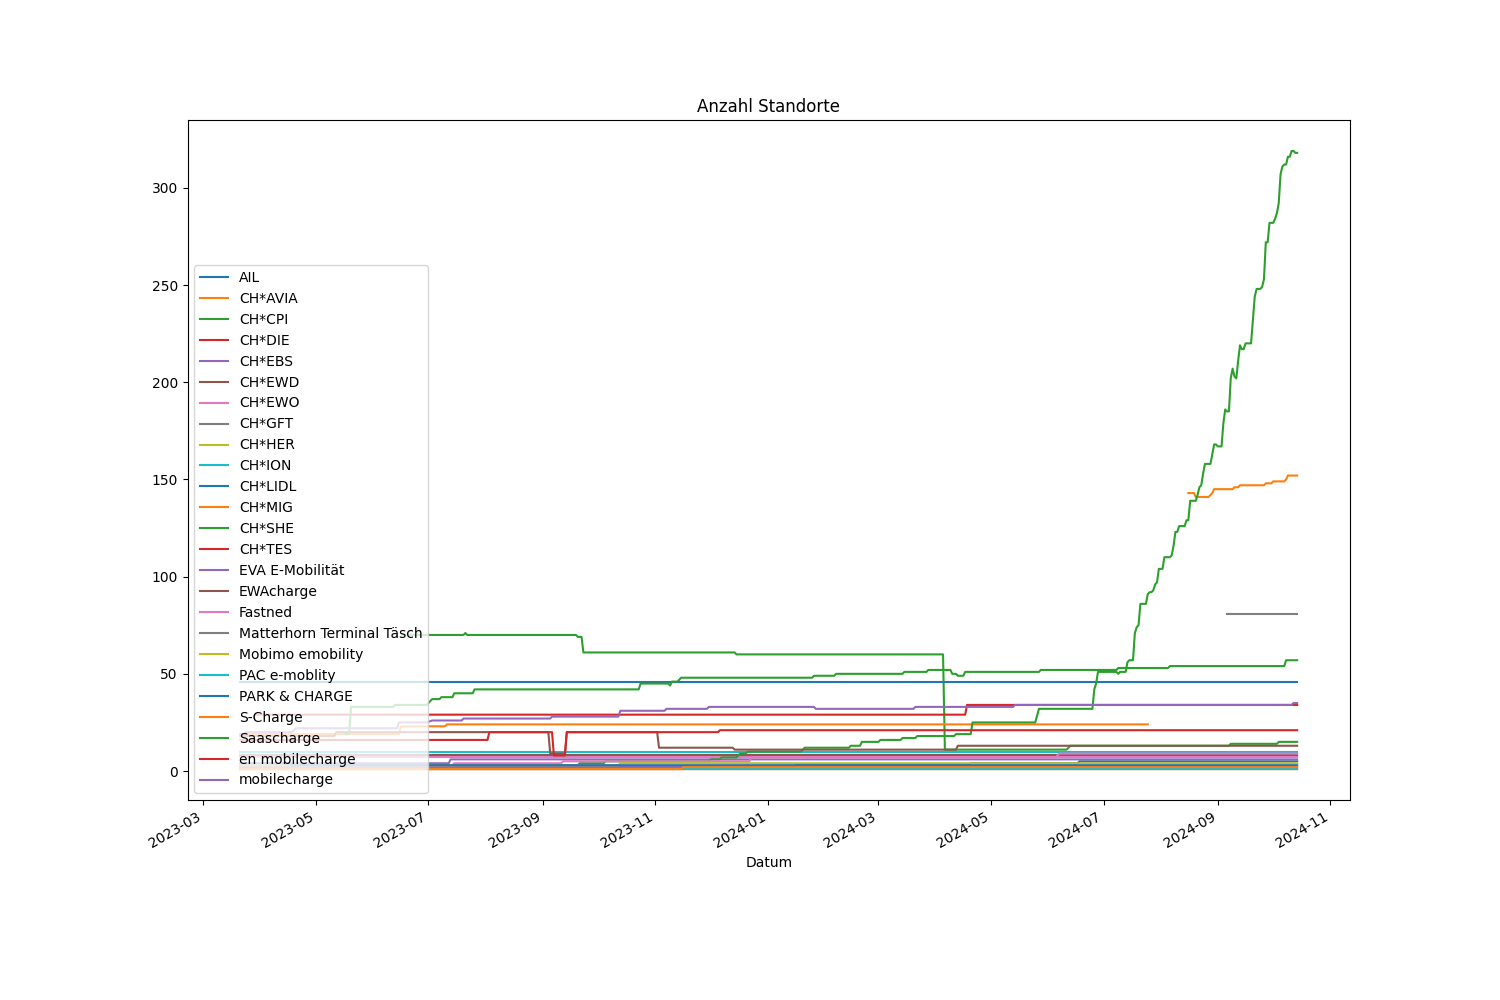 Anzahl Standorte
300
250
200
150
100
50
0
AIL
CH*AVIA
CH*CPI
CH*DIE
CH*EBS
CH*EWD
CH*EWO
CH*GFT
CH*HER
CH*ION
CH*LIDL
CH*MIG
CH*SHE
CH*TES
EVA E-Mobilität
EWAcharge
Fastned
Matterhorn Terminal Täsch
Mobimo emobility
PAC e-moblity
PARK & CHARGE
S-Charge
Saascharge
en mobilecharge
mobilecharge
2023-03
2023-05
2023-07
2023-09
2023-11
2024-01
2024-03
2024-05
2024-07
2024-09
2024-11
Datum